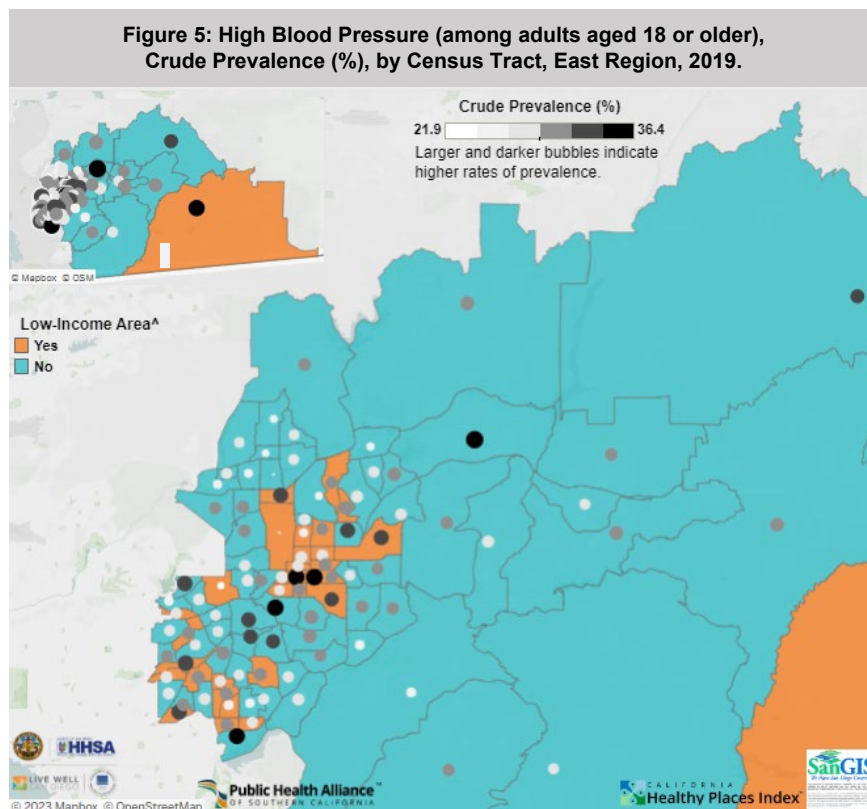 Figure 5: High Blood Pressure (among adults aged 18 or older),
Crude Prevalence (%), by Census Tract, East Region, 2019.
Crude Prevalence (%)
21.9 36.4
Larger and darker bubbles indicate
higher rates of prevalence.
© Mapbox © OSM
Low-Income Area^
Yes
No
HHSA
LIVE WELL
SAN DIEGO
Public Health Alliance™
OF SOUTHERN CALIFORNIA
CALIFORNIA
Healthy Places Index
SanGIS
© 2023 Mapbox © OpenStreetMap